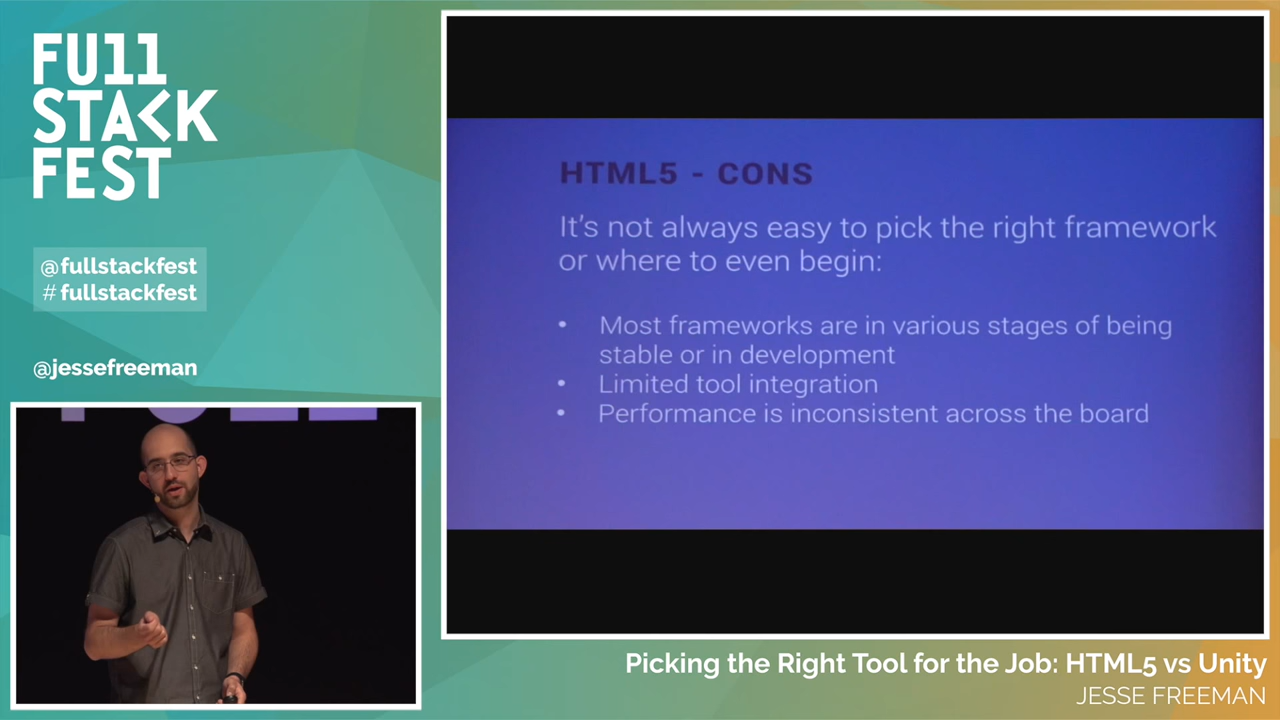 FULL
STACK
FEST
@fullstackfest
# fullstackfest
@jessefreeman
HTML5 - CONS
It's not always easy to pick the right framework
or where to even begin:
• Most frameworks are in various stages of being
stable or in development
• Limited tool integration
• Performance is inconsistent across the board
Picking the Right Tool for the Job: HTML5 vs Unity
JESSE FREEMAN